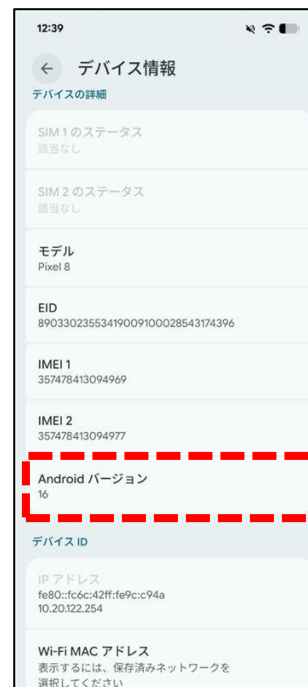 12:39
デバイス情報
デバイスの詳細
SIM 1 のステータス
該当なし
SIM 2 のステータス
該当なし
モデル
Pixel 8
EID
89033023553419009100028543174396
IMEI 1
357478413094969
IMEI 2
357478413094977
Android バージョン
16
デバイス ID
IP アドレス
fe80::fc6c:42ff:fe9c:c94a
10.20.122.254
Wi-Fi MAC アドレス
表示するには、保存済みネットワークを
選択してください